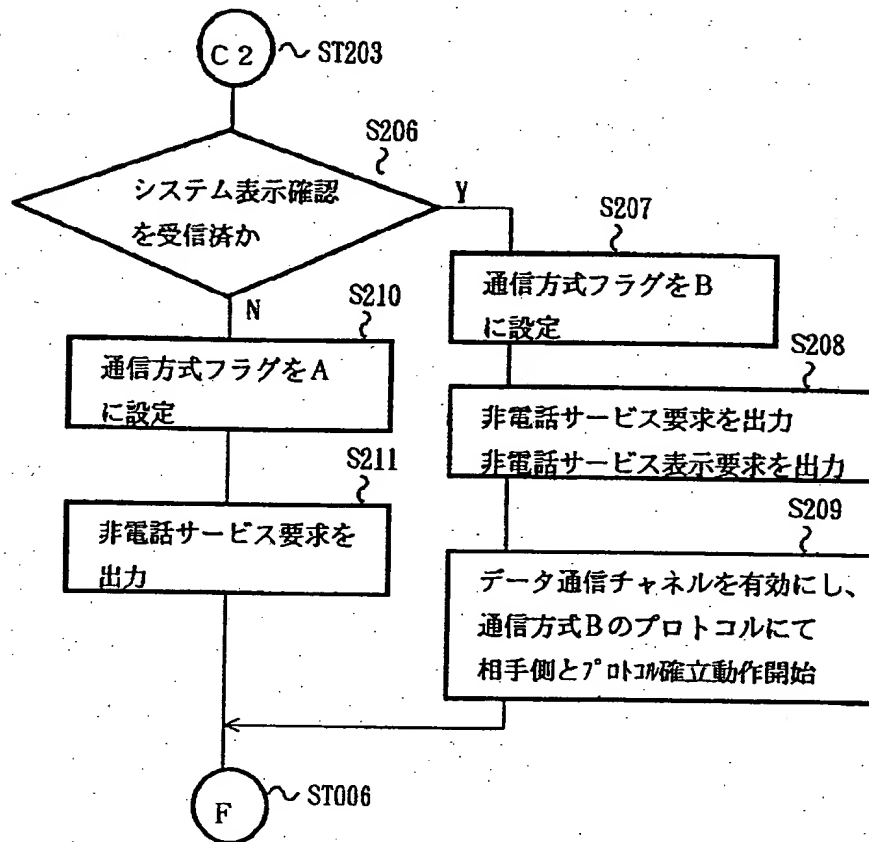 C2
ST203
S206
システム表示確認
を受信済か
Y
N
S207
通信方式フラグをB
に設定
S210
通信方式フラグをA
に設定
S208
非電話サービス要求を出力
非電話サービス表示要求を出力
S211
非電話サービス要求を
出力
S209
データ通信チャネルを有効にし、
通信方式Bのプロトコルにて
相手側とプロトコル確立動作開始
F
ST006